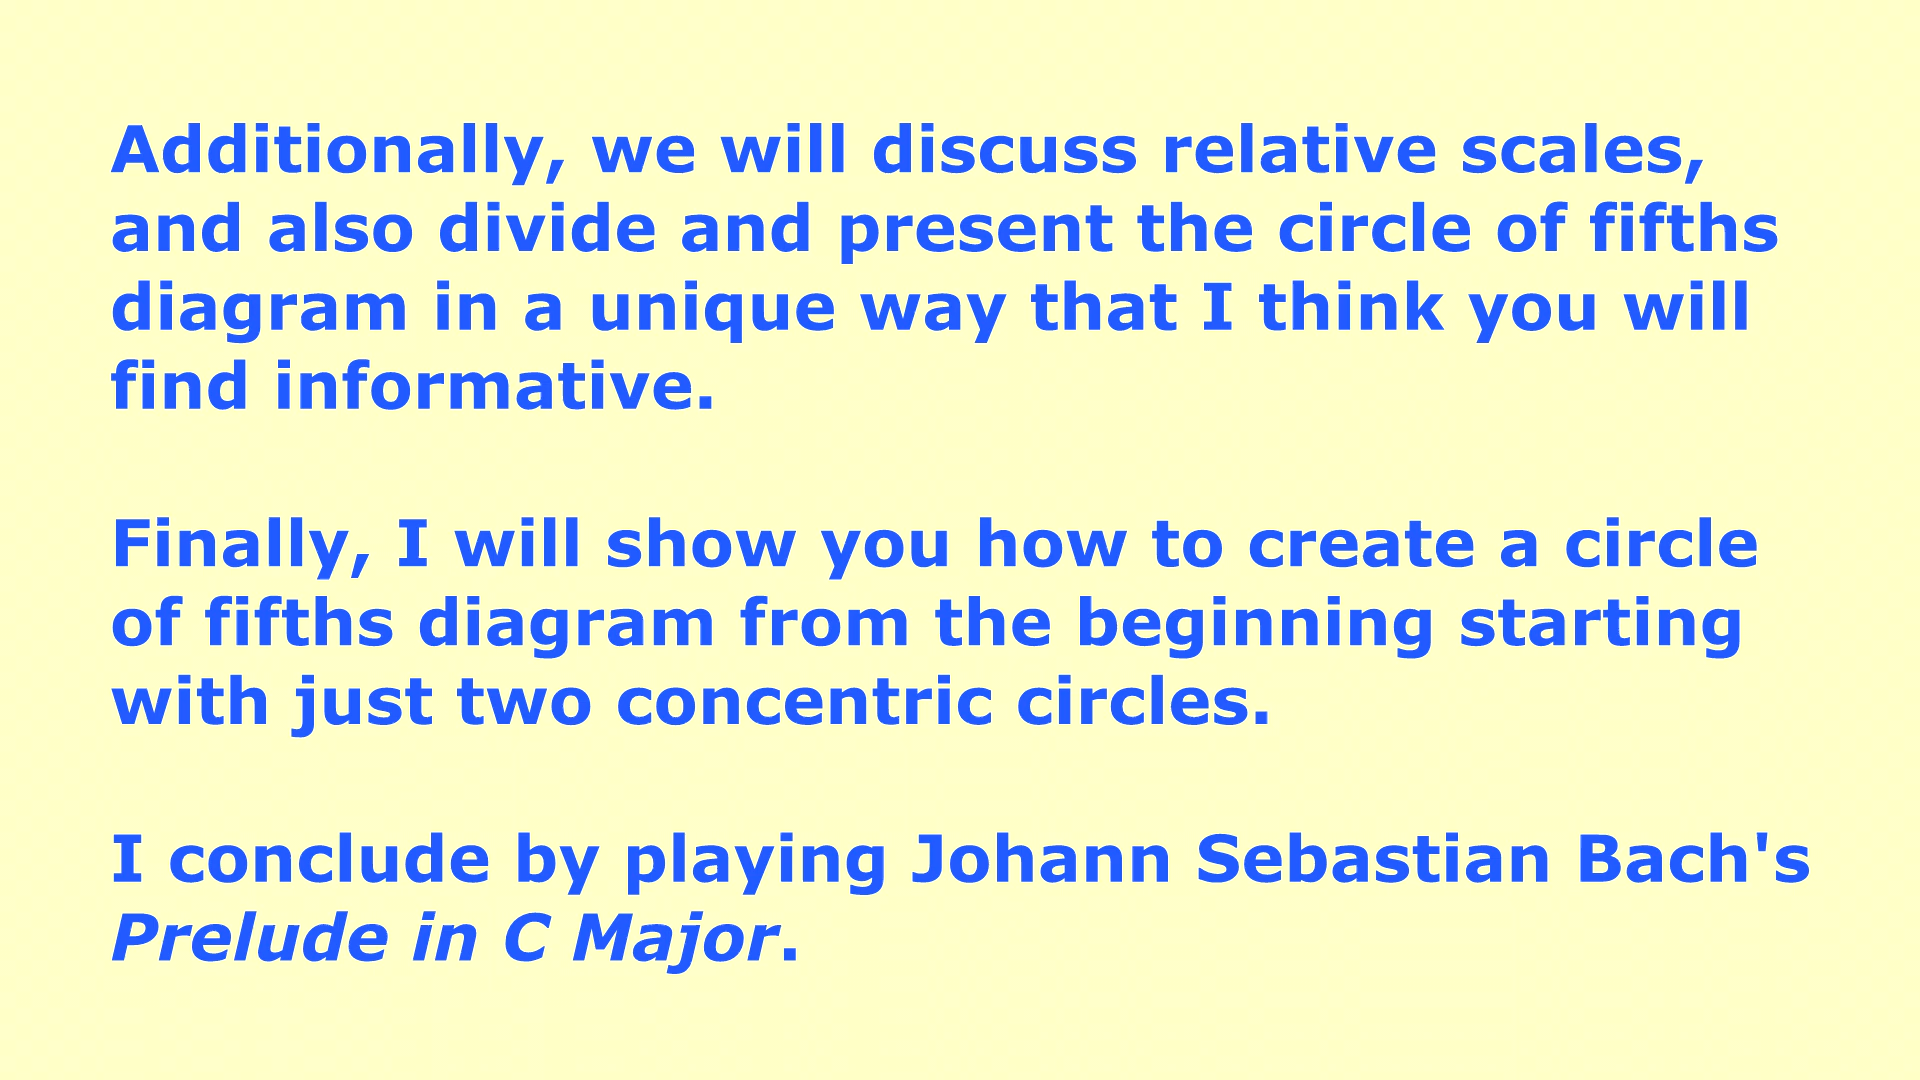 Additionally, we will discuss relative scales,
and also divide and present the circle of fifths
diagram in a unique way that I think you will
find informative.
Finally, I will show you how to create a circle
of fifths diagram from the beginning starting
with just two concentric circles.
I conclude by playing Johann Sebastian Bach's
Prelude in C Major.